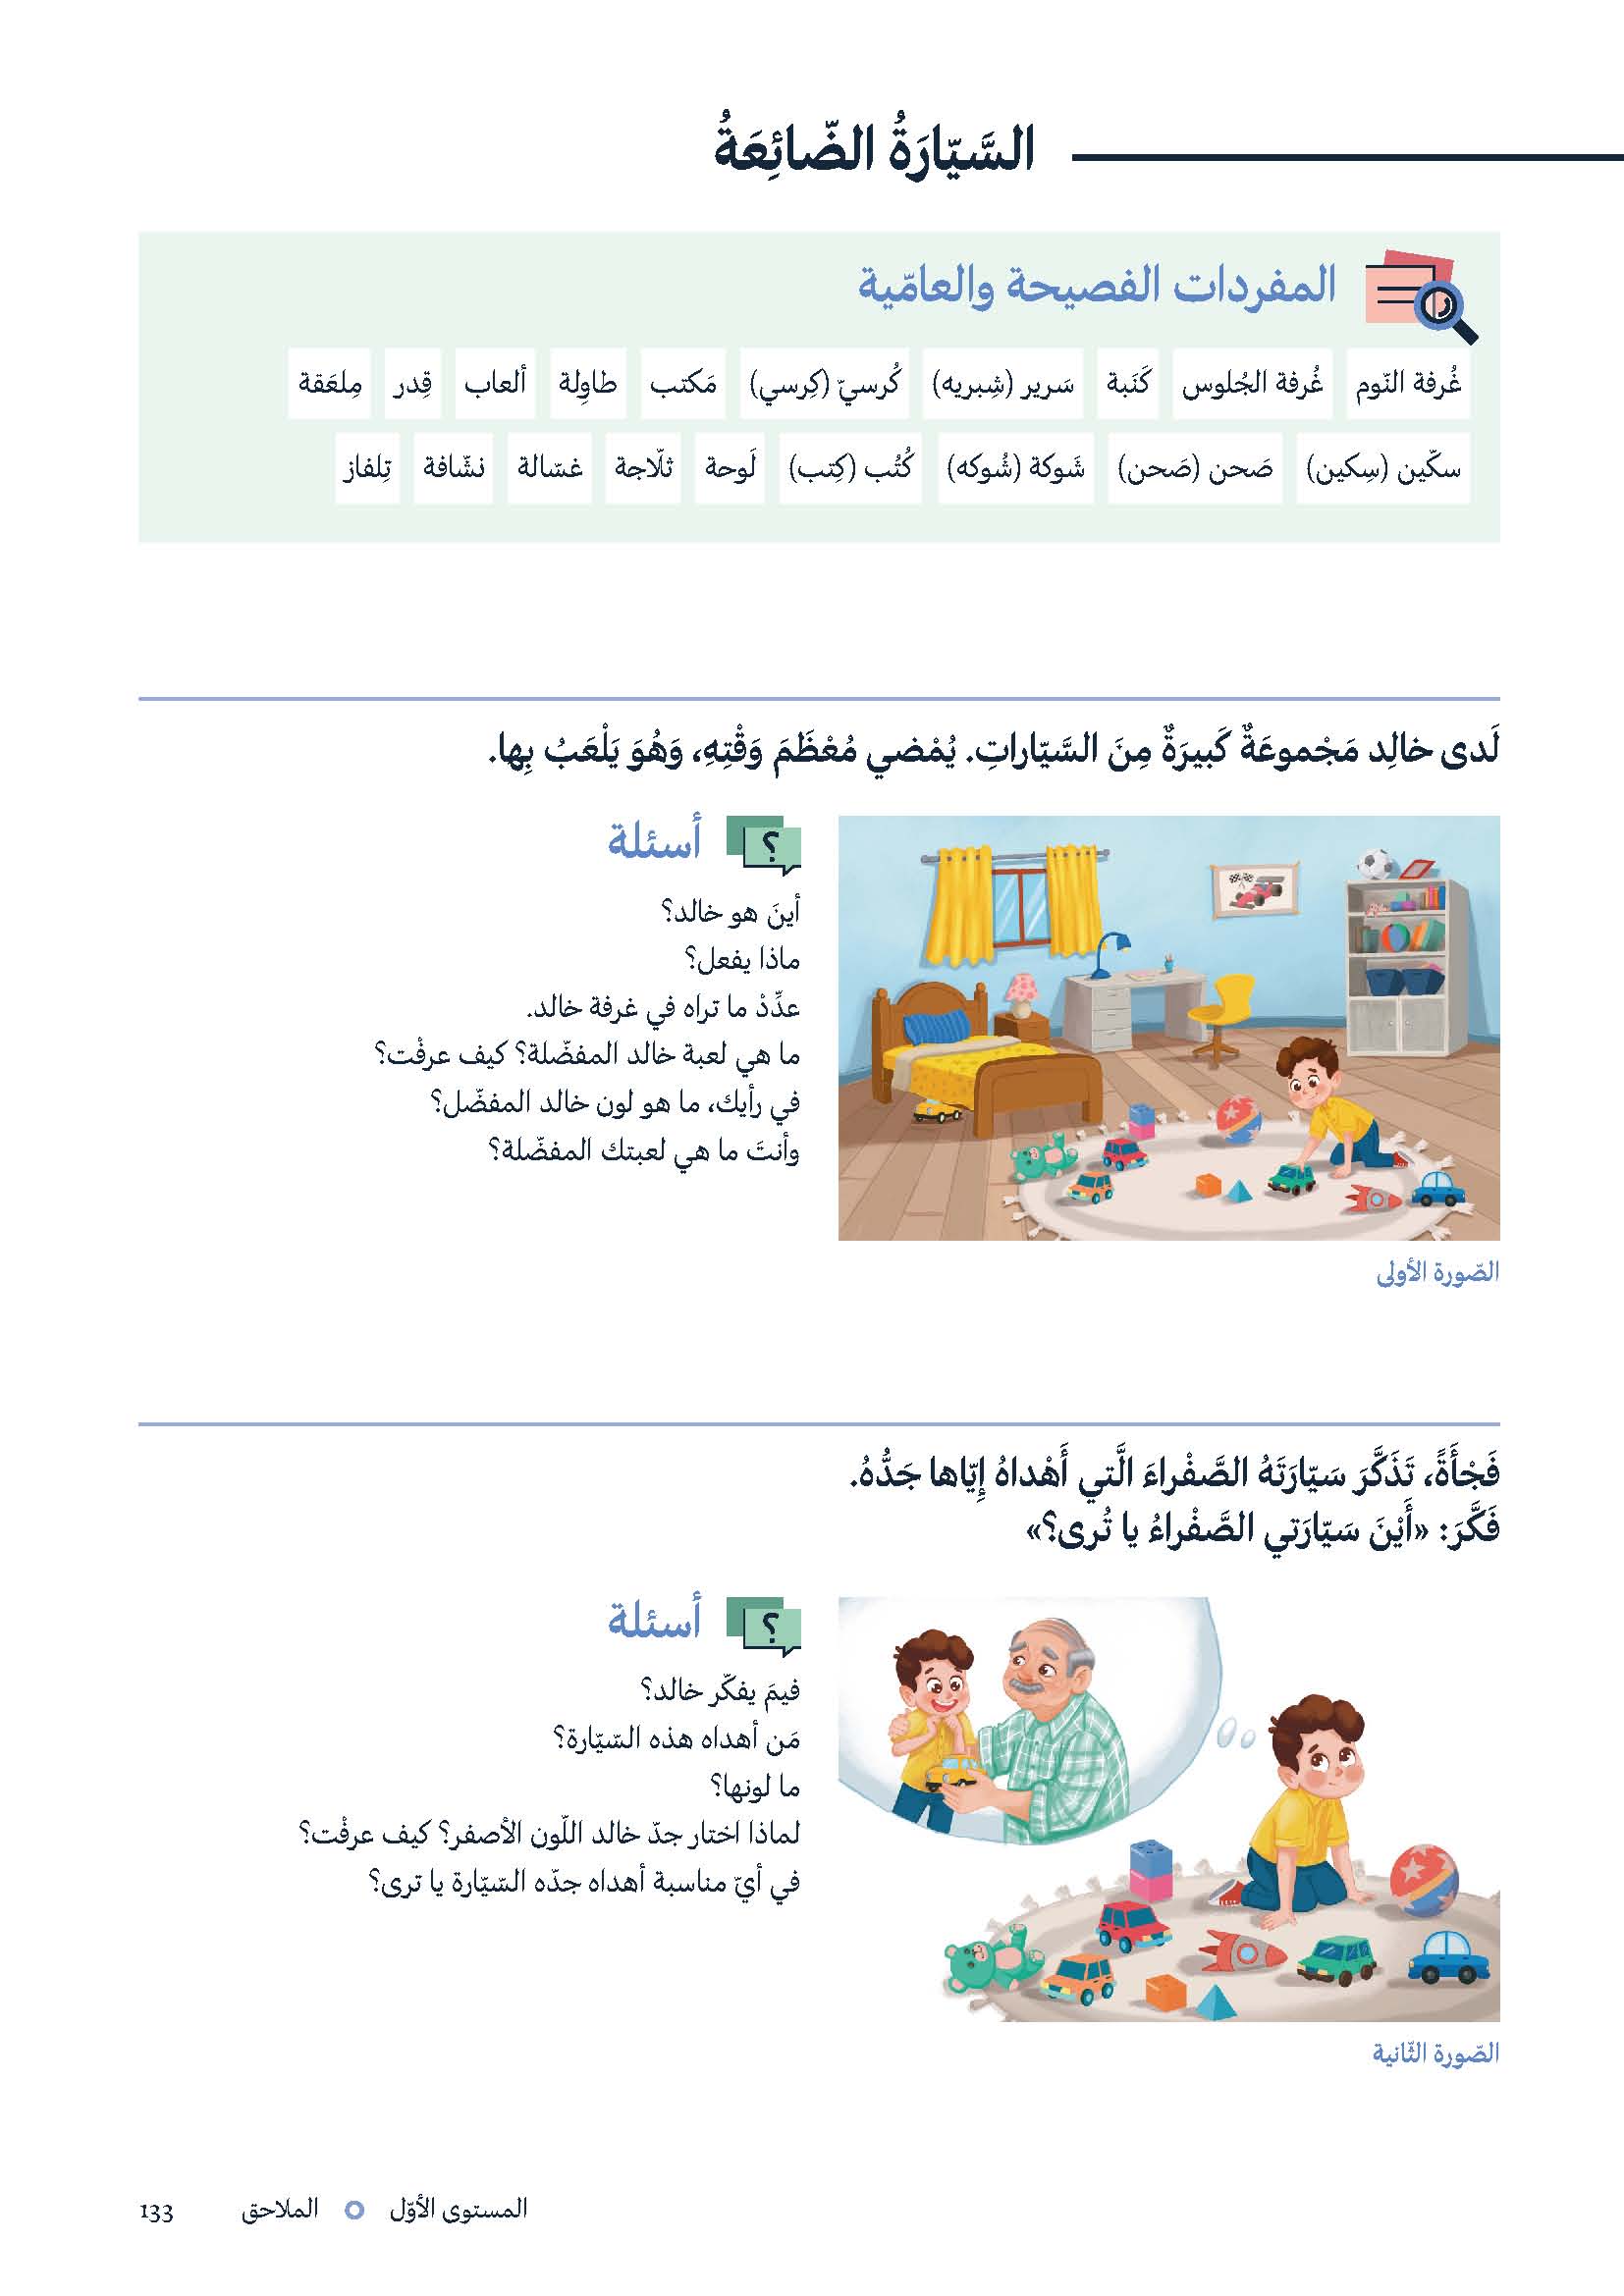 السَّيّارَةُ الضّائِعَةُ
المفردات الفصيحة والعامّية
غُرفة النّوم غُرفة الجُلوس كَنَبة سَرير (شِبريه) كُرسيّ (كِرسي) مَكتب طاوِلة ألعاب قِدر مِلعَقة
سكّين (سِكين) صَحن (صَحن) شَوكة (شُوكه) كُتُب (كِتب) لَوحة ثلّاجة غسّالة نشّافة تِلفاز
لَدى خالِد مَجْموعَةٌ كَبيرَةٌ مِنَ السَّيّاراتِ. يُمْضي مُعْظَمَ وَقْتِهِ، وَهُوَ يَلْعَبُ بِها.
أسئلة
أينَ هو خالد؟
ماذا يفعل؟
عدِّدْ ما تراه في غرفة خالد.
ما هي لعبة خالد المفضّلة؟ كيف عرفْت؟
في رأيك، ما هو لون خالد المفضّل؟
وأنتَ ما هي لعبتك المفضّلة؟
الصّورة الأولى
فَجْأَةً، تَذَكَّرَ سَيّارَتَهُ الصَّفْراءَ الَّتي أَهْداهُ إِيّاها جَدُّهُ.
فَكَّرَ: «أَيْنَ سَيّارَتي الصَّفْراءُ يا تُرى؟»
أسئلة
فيمَ يفكّر خالد؟
مَن أهداه هذه السّيّارة؟
ما لونها؟
لماذا اختار جدّ خالد اللّون الأصفر؟ كيف عرفْت؟
في أيّ مناسبة أهداه جدّه السّيّارة يا ترى؟
الصّورة الثّانية
المستوى الأوّل الملاحق 133